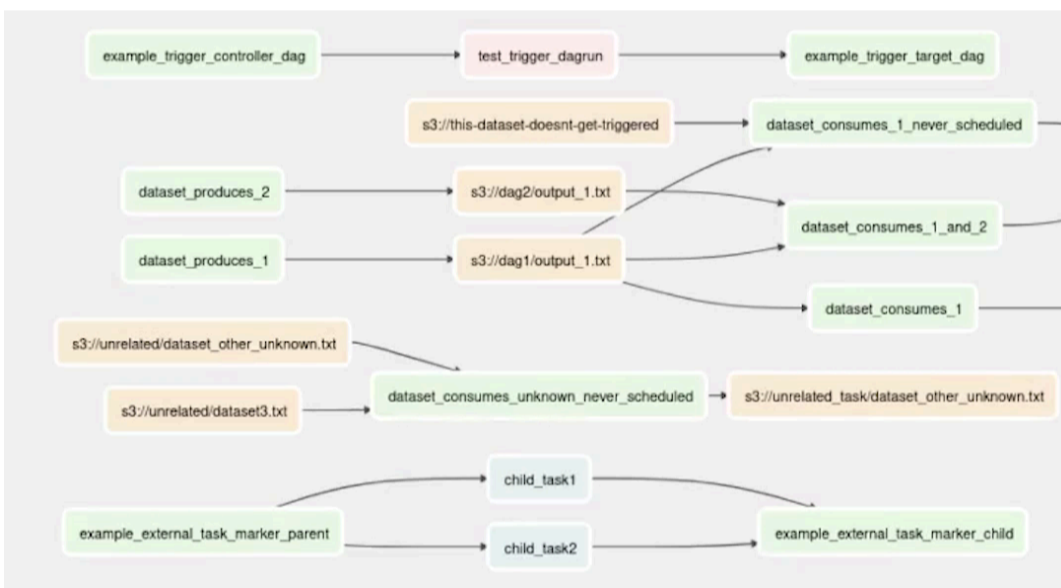 example_trigger_controller_dag
test_trigger_dagrun
example_trigger_target_dag
s3://this-dataset-doesnt-get-triggered
dataset_consumes_1_never_scheduled
dataset_produces_2
s3://dag2/output_1.txt
dataset_consumes_1_and_2
dataset_produces_1
s3://dag1/output_1.txt
dataset_consumes_1
s3://unrelated/dataset_other_unknown.txt
dataset_consumes_unknown_never_scheduled
s3://unrelated_task/dataset_other_unknown.txt
s3://unrelated/dataset3.txt
child_task1
example_external_task_marker_parent
example_external_task_marker_child
child_task2